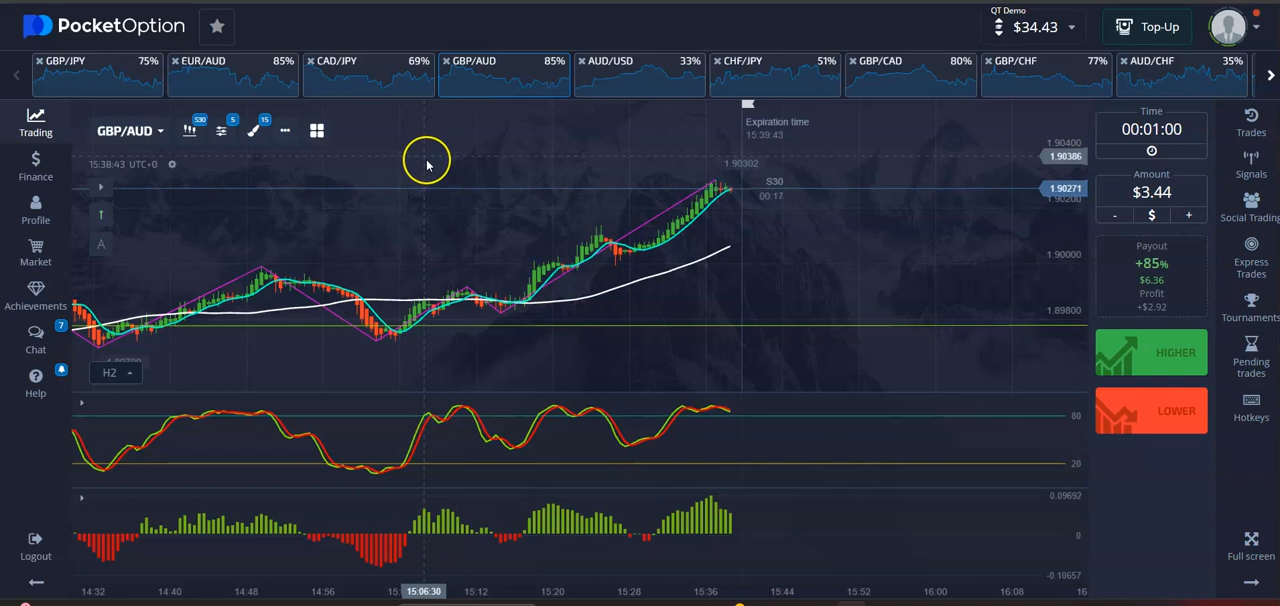 PocketOption
QT Demo
$34.43
Top-Up
GBP/JPY 75%
EUR/AUD 85%
CAD/JPY 69%
GBP/AUD 85%
AUD/USD 33%
CHF/JPY 51%
GBP/CAD 80%
GBP/CHF 77%
AUD/CHF 35%
Trading
Finance
Profile
Market
Achievements
Chat
7
Help
Logout
GBP/AUD
S30
5
15
15:38:43 UTC+0
A
H2
Expiration time
15:39:43
1.90302
S30
00:17
1.90400
1.90386
1.90271
1.90200
1.90000
1.89800
80
20
0.09692
0
-0.10657
14:32
14:40
14:48
14:56
15:06:30
15:12
15:20
15:28
15:36
15:44
15:52
16:00
16:08
16
Time
00:01:00
Amount
$3.44
- $ +
Payout
+85%
$6.36
Profit
+$2.92
HIGHER
LOWER
Trades
Signals
Social Trading
Express
Trades
Tournaments
Pending
trades
Hotkeys
Full screen